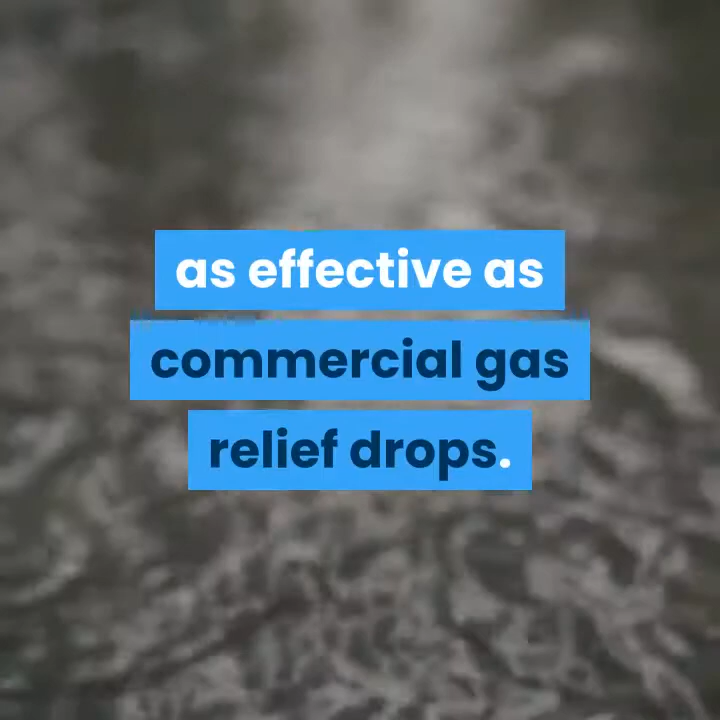 as effective as
commercial gas
relief drops.